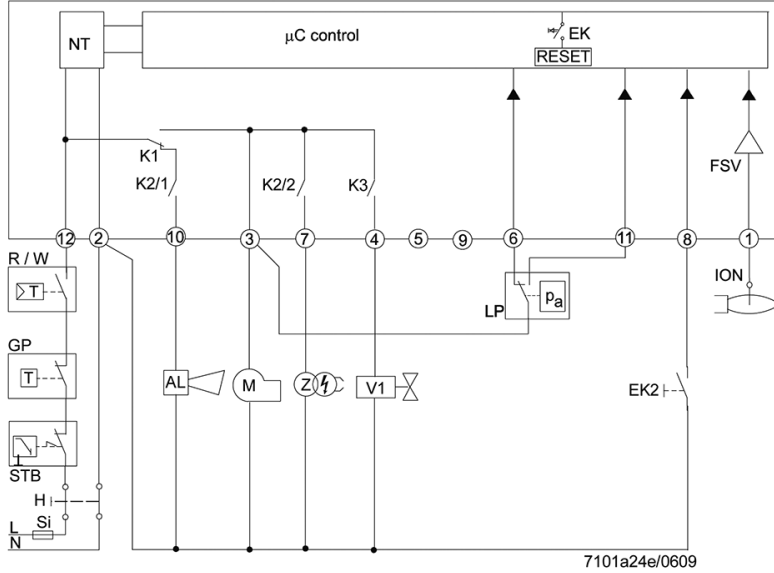 NT
µC control
EK
RESET
K1
FSV
K2/1
K2/2
K3
12
2
10
3
7
4
5
9
6
11
8
1
R / W
T
ION
LP
pa
GP
T
AL
M
Z
V1
EK2
STB
H
Si
L
N
7101a24e/0609